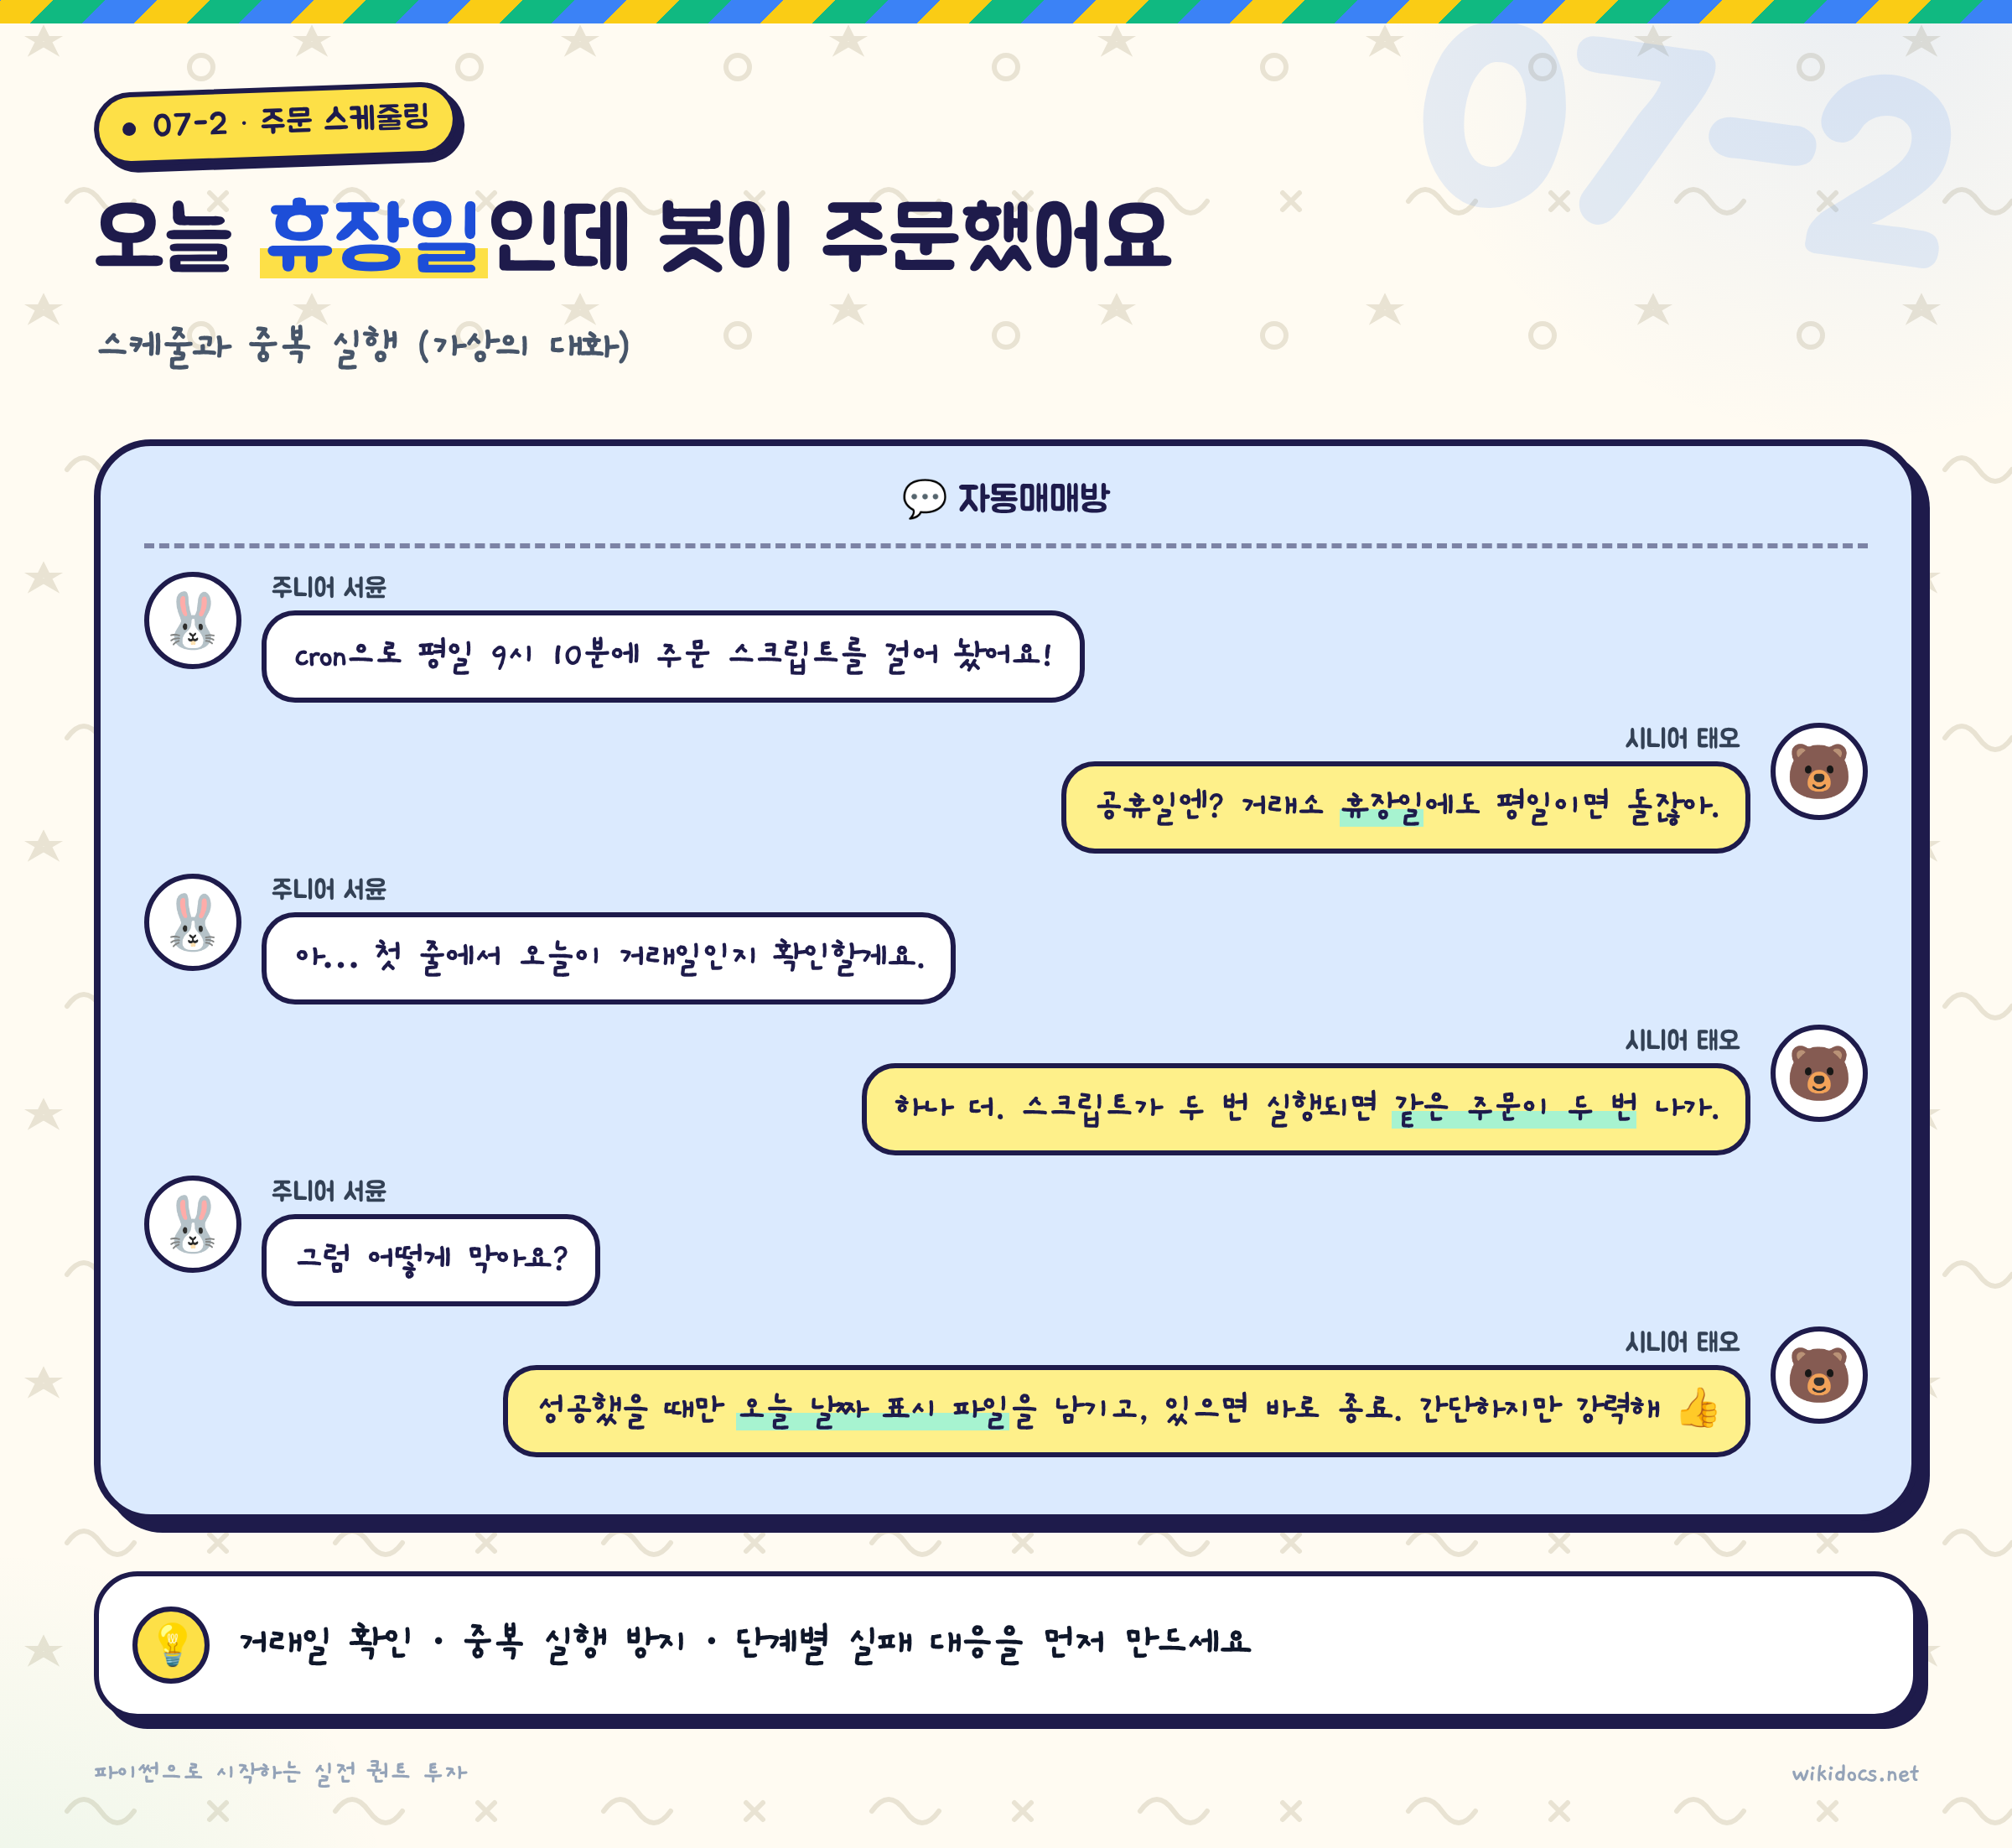 07-2
07-2 · 주문 스케줄링
오늘 휴장일인데 봇이 주문했어요
스케줄과 중복 실행 (가상의 대화)
💬 자동매매방
주니어 서윤
cron으로 평일 9시 10분에 주문 스크립트를 걸어 놨어요!
시니어 태오
공휴일엔? 거래소 휴장일에도 평일이면 돌잖아.
주니어 서윤
아... 첫 줄에서 오늘이 거래일인지 확인할게요.
시니어 태오
하나 더. 스크립트가 두 번 실행되면 같은 주문이 두 번 나가.
주니어 서윤
그럼 어떻게 막아요?
시니어 태오
성공했을 때만 오늘 날짜 표시 파일을 남기고, 있으면 바로 종료. 간단하지만 강력해 👍
거래일 확인 · 중복 실행 방지 · 단계별 실패 대응을 먼저 만드세요
파이썬으로 시작하는 실전 퀀트 투자
wikidocs.net